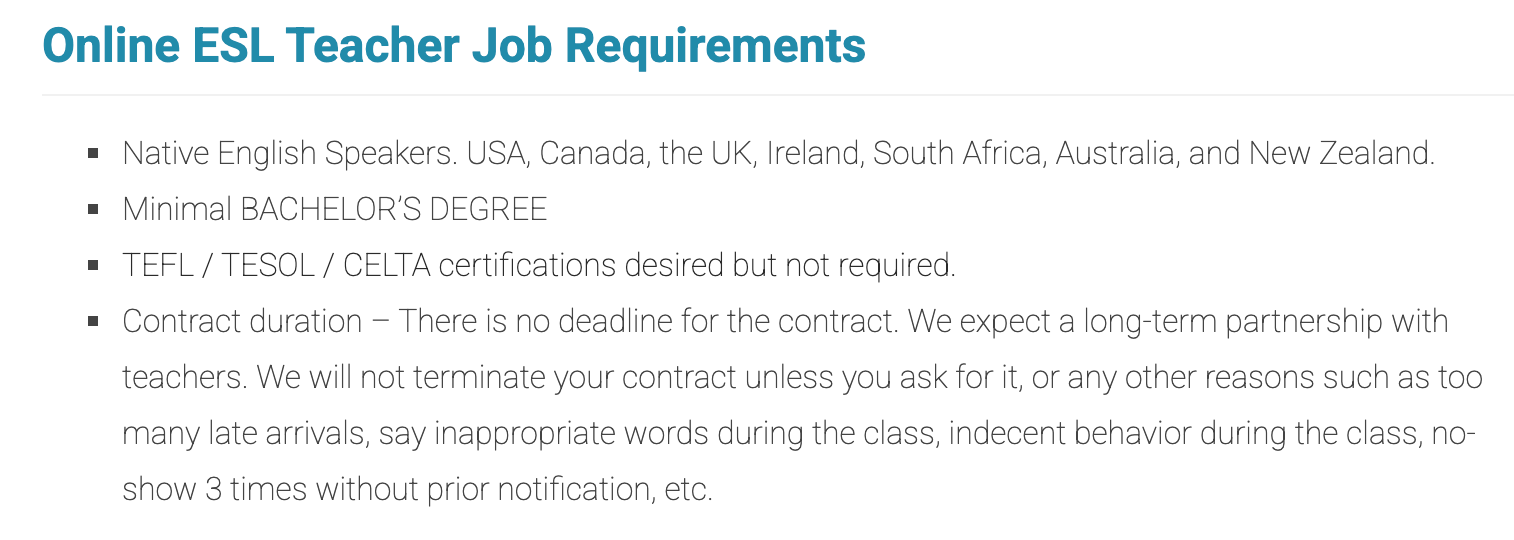 Online ESL Teacher Job Requirements
▪ Native English Speakers. USA, Canada, the UK, Ireland, South Africa, Australia, and New Zealand.
▪ Minimal BACHELOR’S DEGREE
▪ TEFL / TESOL / CELTA certifications desired but not required.
▪ Contract duration – There is no deadline for the contract. We expect a long-term partnership with
teachers. We will not terminate your contract unless you ask for it, or any other reasons such as too
many late arrivals, say inappropriate words during the class, indecent behavior during the class, no-
show 3 times without prior notification, etc.